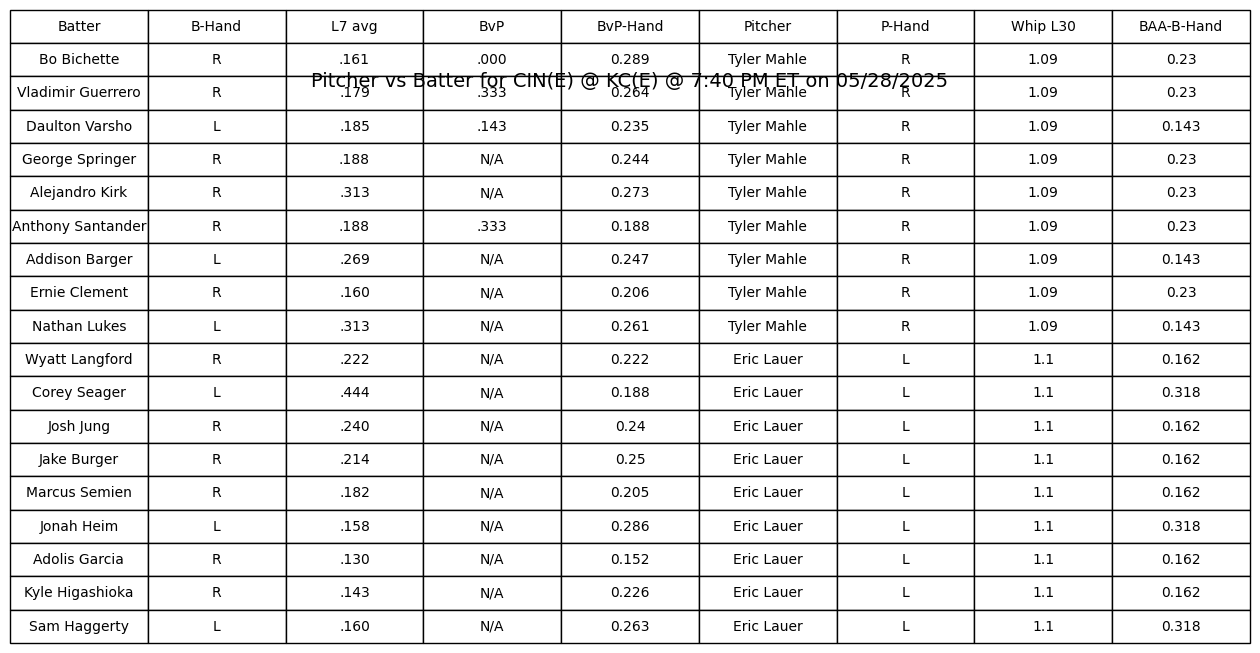 Batter B-Hand L7 avg BvP BvP-Hand Pitcher P-Hand Whip L30 BAA-B-Hand
Bo Bichette R .161 .000 0.289 Tyler Mahle R 1.09 0.23
Pitcher vs Batter for CIN(E) @ KC(E) @ 7:40 PM ET on 05/28/2025
Vladimir Guerrero R .179 .333 0.264 Tyler Mahle R 1.09 0.23
Daulton Varsho L .185 .143 0.235 Tyler Mahle R 1.09 0.143
George Springer R .188 N/A 0.244 Tyler Mahle R 1.09 0.23
Alejandro Kirk R .313 N/A 0.273 Tyler Mahle R 1.09 0.23
Anthony Santander R .188 .333 0.188 Tyler Mahle R 1.09 0.23
Addison Barger L .269 N/A 0.247 Tyler Mahle R 1.09 0.143
Ernie Clement R .160 N/A 0.206 Tyler Mahle R 1.09 0.23
Nathan Lukes L .313 N/A 0.261 Tyler Mahle R 1.09 0.143
Wyatt Langford R .222 N/A 0.222 Eric Lauer L 1.1 0.162
Corey Seager L .444 N/A 0.188 Eric Lauer L 1.1 0.318
Josh Jung R .240 N/A 0.24 Eric Lauer L 1.1 0.162
Jake Burger R .214 N/A 0.25 Eric Lauer L 1.1 0.162
Marcus Semien R .182 N/A 0.205 Eric Lauer L 1.1 0.162
Jonah Heim L .158 N/A 0.286 Eric Lauer L 1.1 0.318
Adolis Garcia R .130 N/A 0.152 Eric Lauer L 1.1 0.162
Kyle Higashioka R .143 N/A 0.226 Eric Lauer L 1.1 0.162
Sam Haggerty L .160 N/A 0.263 Eric Lauer L 1.1 0.318